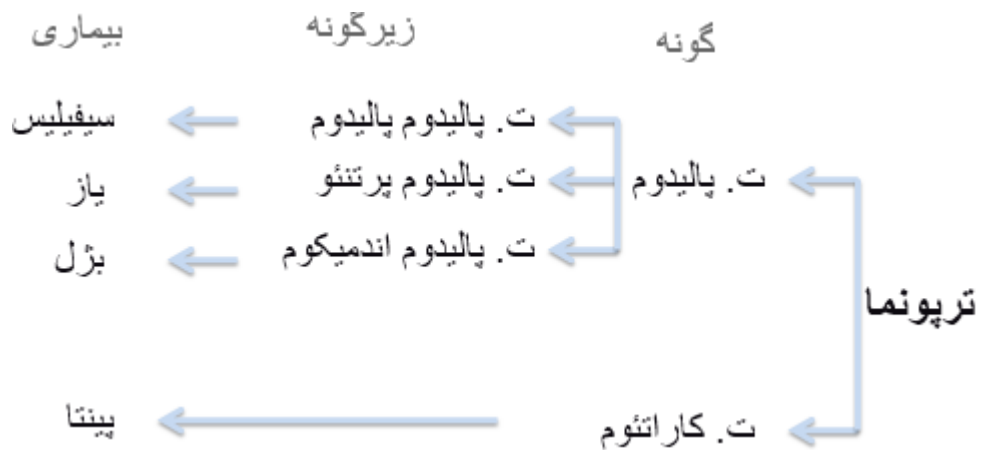 گونه زیرگونه بیماری
ت. پالیدوم پالیدوم سیفیلیس
ت. پالیدوم ت. پالیدوم پرتنئو یاز
ت. پالیدوم اندمیکوم بژل
ترپونما
ت. کاراتئوم پینتا